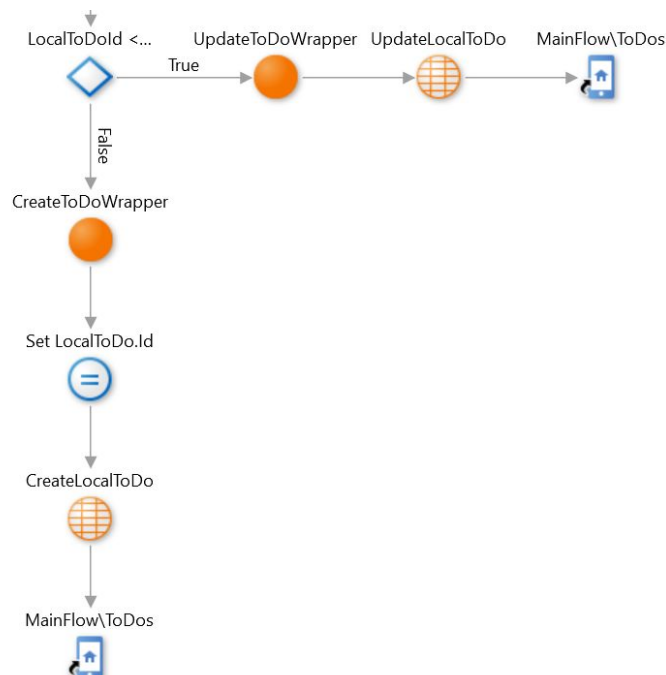 LocalToDoId <...
UpdateToDoWrapper
UpdateLocalToDo
MainFlow\ToDos
True
False
CreateToDoWrapper
Set LocalToDo.Id
CreateLocalToDo
MainFlow\ToDos